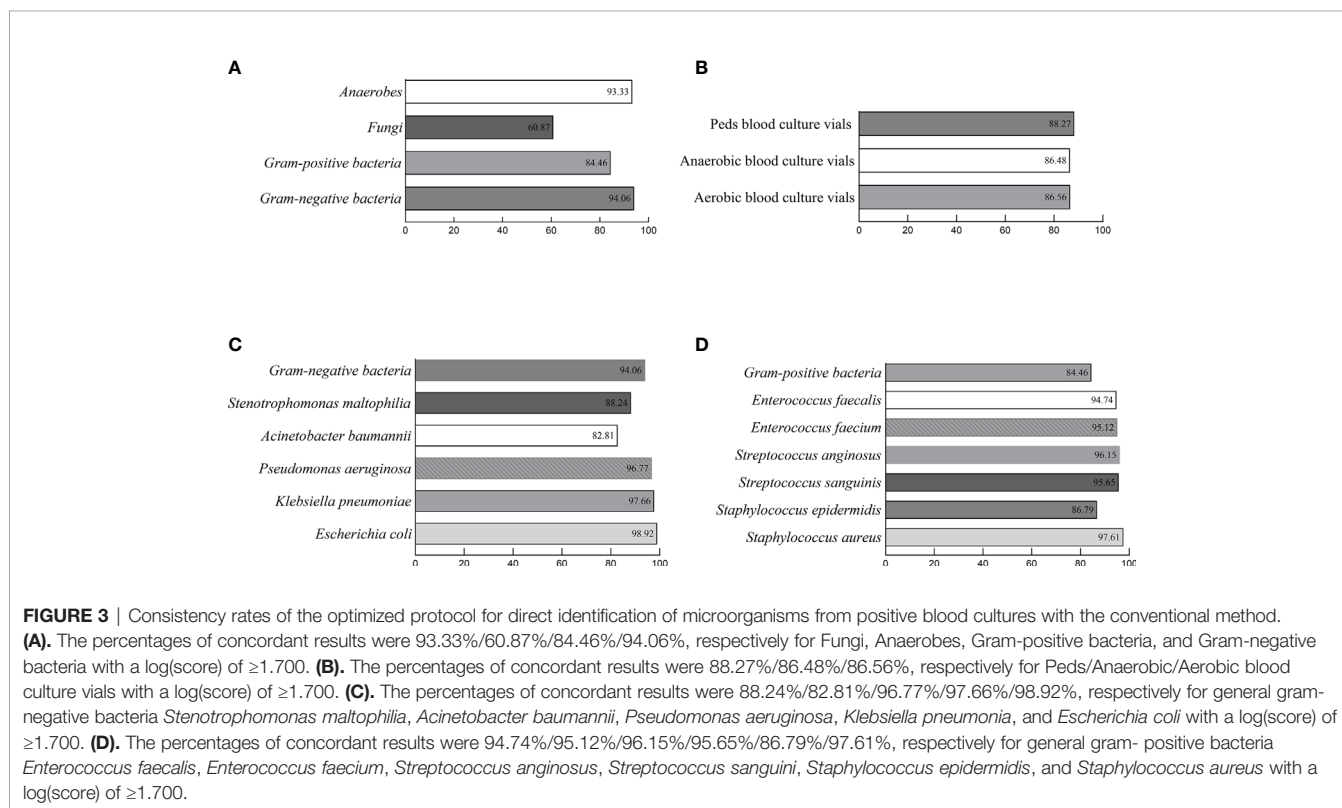 A
Anaerobes 93.33
Fungi 60.87
Gram-positive bacteria 84.46
Gram-negative bacteria 94.06
0 20 40 60 80 100
B
Peds blood culture vials 88.27
Anaerobic blood culture vials 86.48
Aerobic blood culture vials 86.56
0 20 40 60 80 100
C
Gram-negative bacteria 94.06
Stenotrophomonas maltophilia 88.24
Acinetobacter baumannii 82.81
Pseudomonas aeruginosa 96.77
Klebsiella pneumoniae 97.66
Escherichia coli 98.92
0 20 40 60 80 100
D
Gram-positive bacteria 84.46
Enterococcus faecalis 94.74
Enterococcus faecium 95.12
Streptococcus anginosus 96.15
Streptococcus sanguinis 95.65
Staphylococcus epidermidis 86.79
Staphylococcus aureus 97.61
0 20 40 60 80 100
FIGURE 3 | Consistency rates of the optimized protocol for direct identification of microorganisms from positive blood cultures with the conventional method.
(A). The percentages of concordant results were 93.33%/60.87%/84.46%/94.06%, respectively for Fungi, Anaerobes, Gram-positive bacteria, and Gram-negative
bacteria with a log(score) of ≥1.700. (B). The percentages of concordant results were 88.27%/86.48%/86.56%, respectively for Peds/Anaerobic/Aerobic blood
culture vials with a log(score) of ≥1.700. (C). The percentages of concordant results were 88.24%/82.81%/96.77%/97.66%/98.92%, respectively for general gram-
negative bacteria Stenotrophomonas maltophilia, Acinetobacter baumannii, Pseudomonas aeruginosa, Klebsiella pneumonia, and Escherichia coli with a log(score) of
≥1.700. (D). The percentages of concordant results were 94.74%/95.12%/96.15%/95.65%/86.79%/97.61%, respectively for general gram- positive bacteria
Enterococcus faecalis, Enterococcus faecium, Streptococcus anginosus, Streptococcus sanguini, Staphylococcus epidermidis, and Staphylococcus aureus with a
log(score) of ≥1.700.